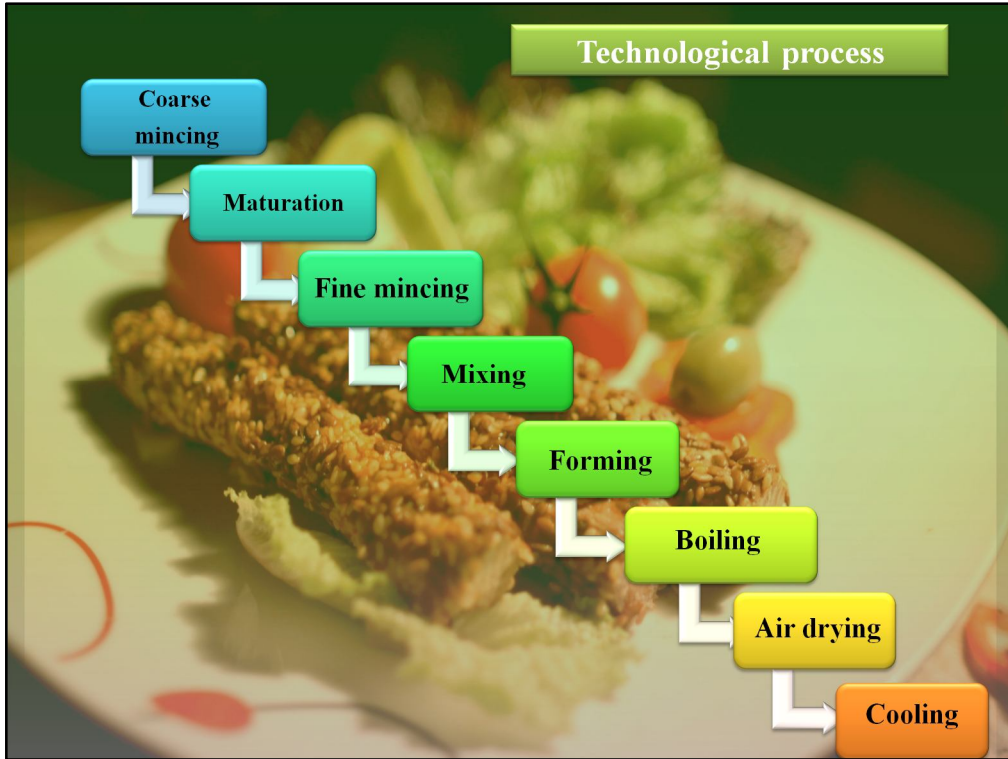 Technological process
Coarse
mincing
Maturation
Fine mincing
Mixing
Forming
Boiling
Air drying
Cooling